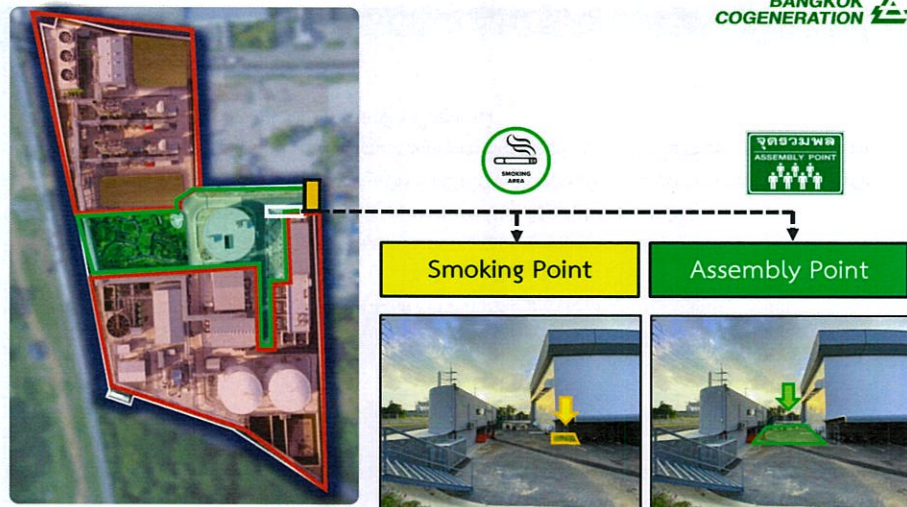 BANGKOK
COGENERATION
SMOKING
AREA
จุดรวมพล
ASSEMBLY POINT
Smoking Point
Assembly Point